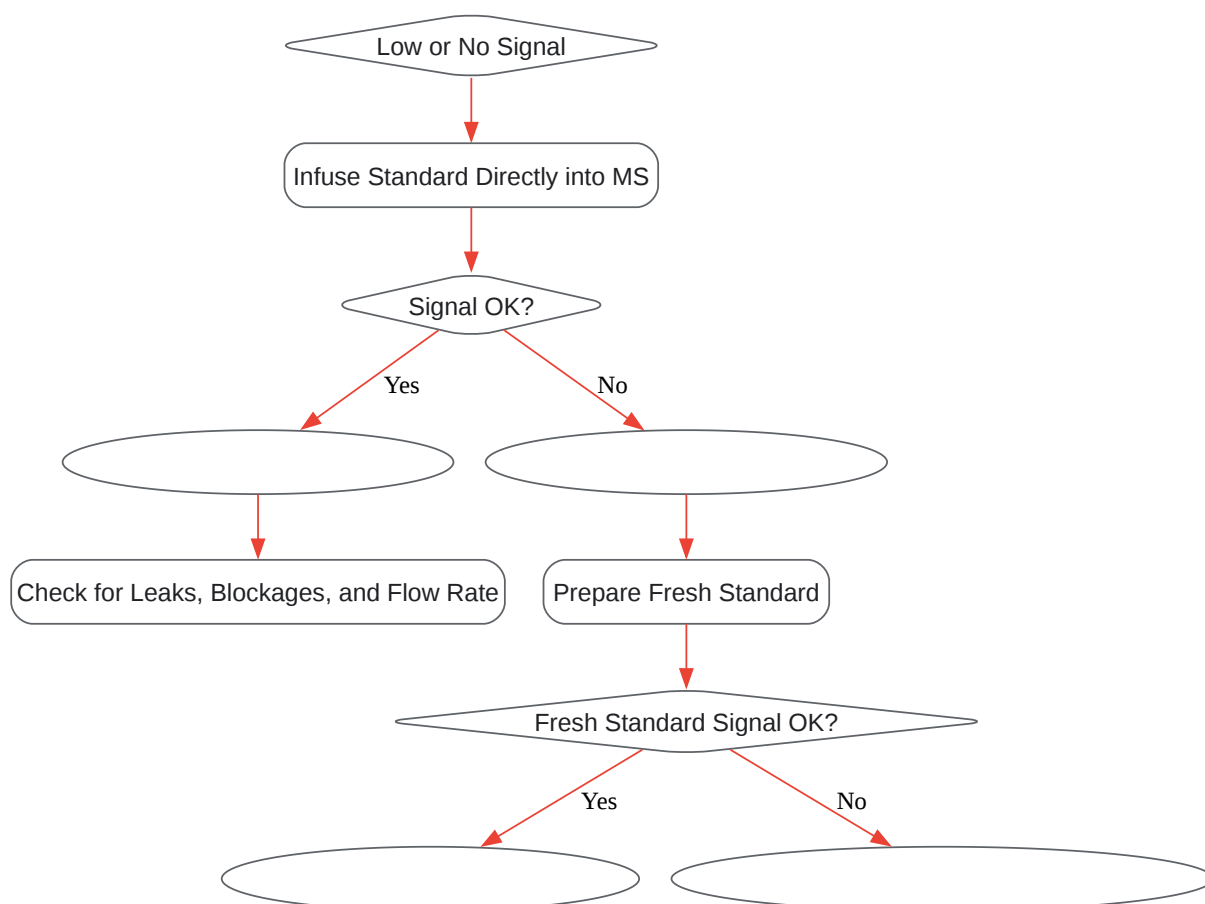 Low or No Signal
Infuse Standard Directly into MS
Signal OK?
Yes
No
Check for Leaks, Blockages, and Flow Rate
Prepare Fresh Standard
Fresh Standard Signal OK?
Yes
No